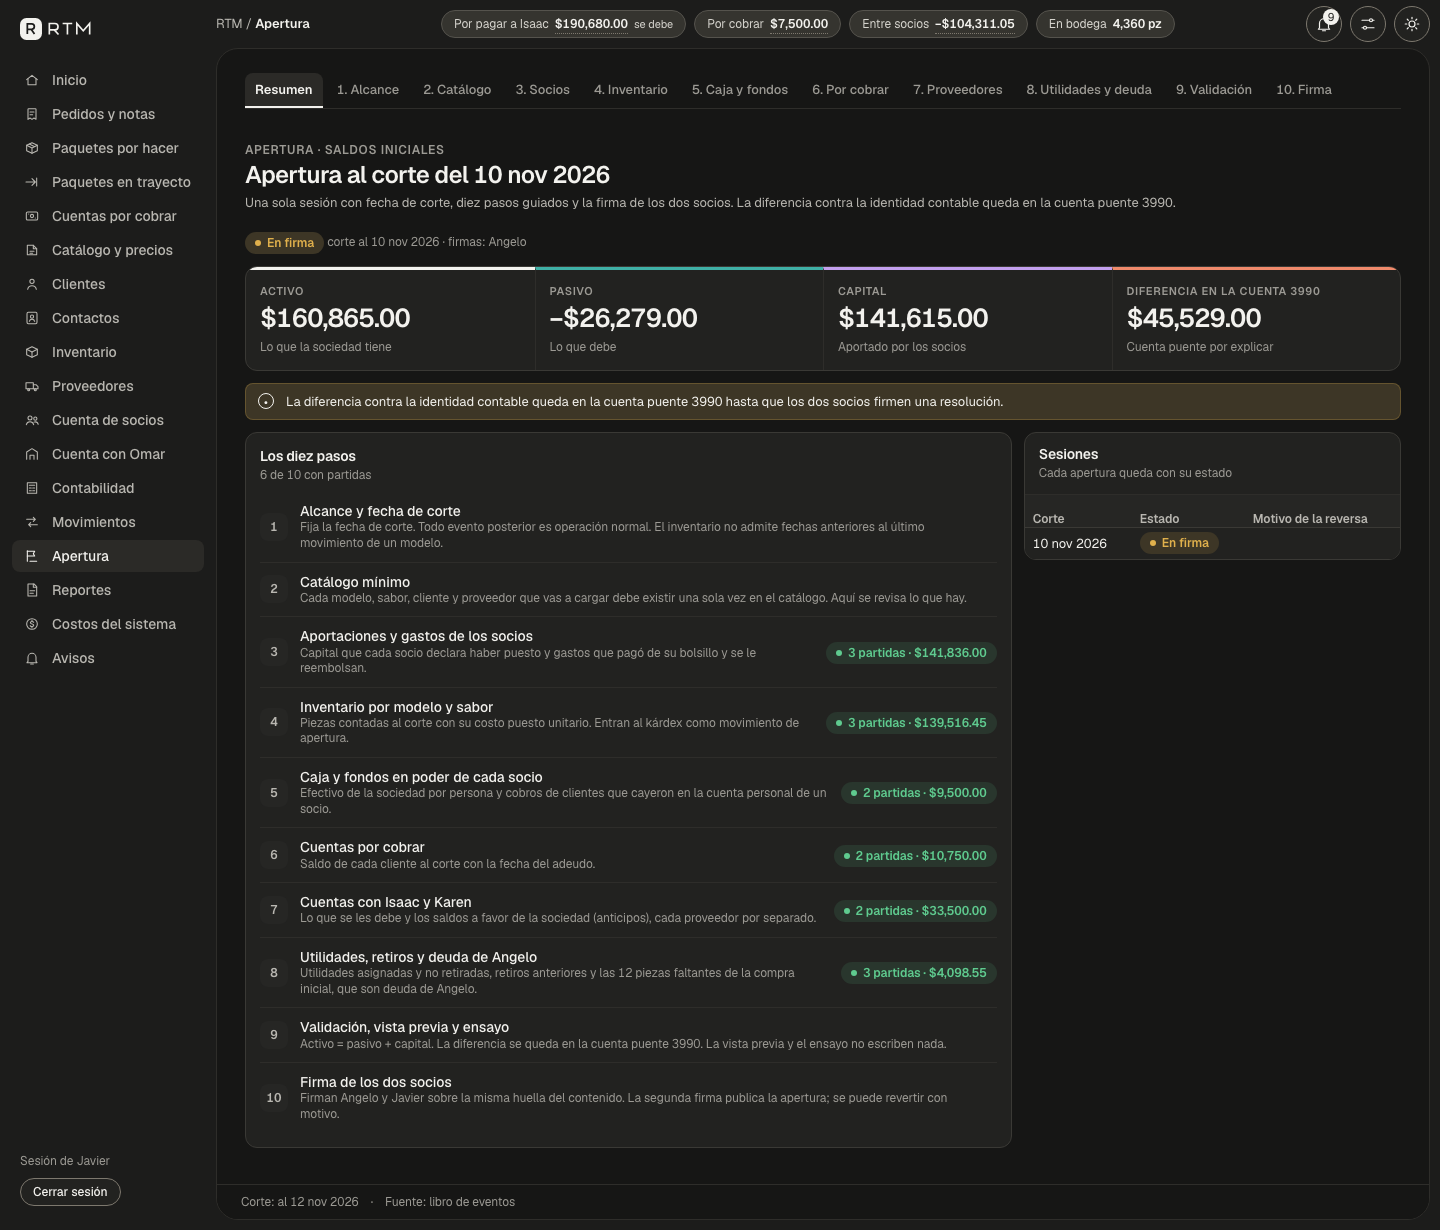 R RTM
RTM / Apertura
Por pagar a Isaac $190,680.00 se debe
Por cobrar $7,500.00
Entre socios −$104,311.05
En bodega 4,360 pz
9
Inicio
Pedidos y notas
Paquetes por hacer
Paquetes en trayecto
Cuentas por cobrar
Catálogo y precios
Clientes
Contactos
Inventario
Proveedores
Cuenta de socios
Cuenta con Omar
Contabilidad
Movimientos
Apertura
Reportes
Costos del sistema
Avisos
Sesión de Javier
Cerrar sesión
Resumen
1. Alcance
2. Catálogo
3. Socios
4. Inventario
5. Caja y fondos
6. Por cobrar
7. Proveedores
8. Utilidades y deuda
9. Validación
10. Firma
APERTURA · SALDOS INICIALES
Apertura al corte del 10 nov 2026
Una sola sesión con fecha de corte, diez pasos guiados y la firma de los dos socios. La diferencia contra la identidad contable queda en la cuenta puente 3990.
En firma corte al 10 nov 2026 · firmas: Angelo
ACTIVO
$160,865.00
Lo que la sociedad tiene
PASIVO
−$26,279.00
Lo que debe
CAPITAL
$141,615.00
Aportado por los socios
DIFERENCIA EN LA CUENTA 3990
$45,529.00
Cuenta puente por explicar
La diferencia contra la identidad contable queda en la cuenta puente 3990 hasta que los dos socios firmen una resolución.
Los diez pasos
6 de 10 con partidas
1
Alcance y fecha de corte
Fija la fecha de corte. Todo evento posterior es operación normal. El inventario no admite fechas anteriores al último
movimiento de un modelo.
2
Catálogo mínimo
Cada modelo, sabor, cliente y proveedor que vas a cargar debe existir una sola vez en el catálogo. Aquí se revisa lo que hay.
3
Aportaciones y gastos de los socios
Capital que cada socio declara haber puesto y gastos que pagó de su bolsillo y se le
reembolsan.
3 partidas · $141,836.00
4
Inventario por modelo y sabor
Piezas contadas al corte con su costo puesto unitario. Entran al kárdex como movimiento de
apertura.
3 partidas · $139,516.45
5
Caja y fondos en poder de cada socio
Efectivo de la sociedad por persona y cobros de clientes que cayeron en la cuenta personal de un
socio.
2 partidas · $9,500.00
6
Cuentas por cobrar
Saldo de cada cliente al corte con la fecha del adeudo.
2 partidas · $10,750.00
7
Cuentas con Isaac y Karen
Lo que se les debe y los saldos a favor de la sociedad (anticipos), cada proveedor por separado.
2 partidas · $33,500.00
8
Utilidades, retiros y deuda de Angelo
Utilidades asignadas y no retiradas, retiros anteriores y las 12 piezas faltantes de la compra
inicial, que son deuda de Angelo.
3 partidas · $4,098.55
9
Validación, vista previa y ensayo
Activo = pasivo + capital. La diferencia se queda en la cuenta puente 3990. La vista previa y el ensayo no escriben nada.
10
Firma de los dos socios
Firman Angelo y Javier sobre la misma huella del contenido. La segunda firma publica la apertura; se puede revertir con
motivo.
Sesiones
Cada apertura queda con su estado
Corte Estado Motivo de la reversa
10 nov 2026 En firma
Corte: al 12 nov 2026 · Fuente: libro de eventos